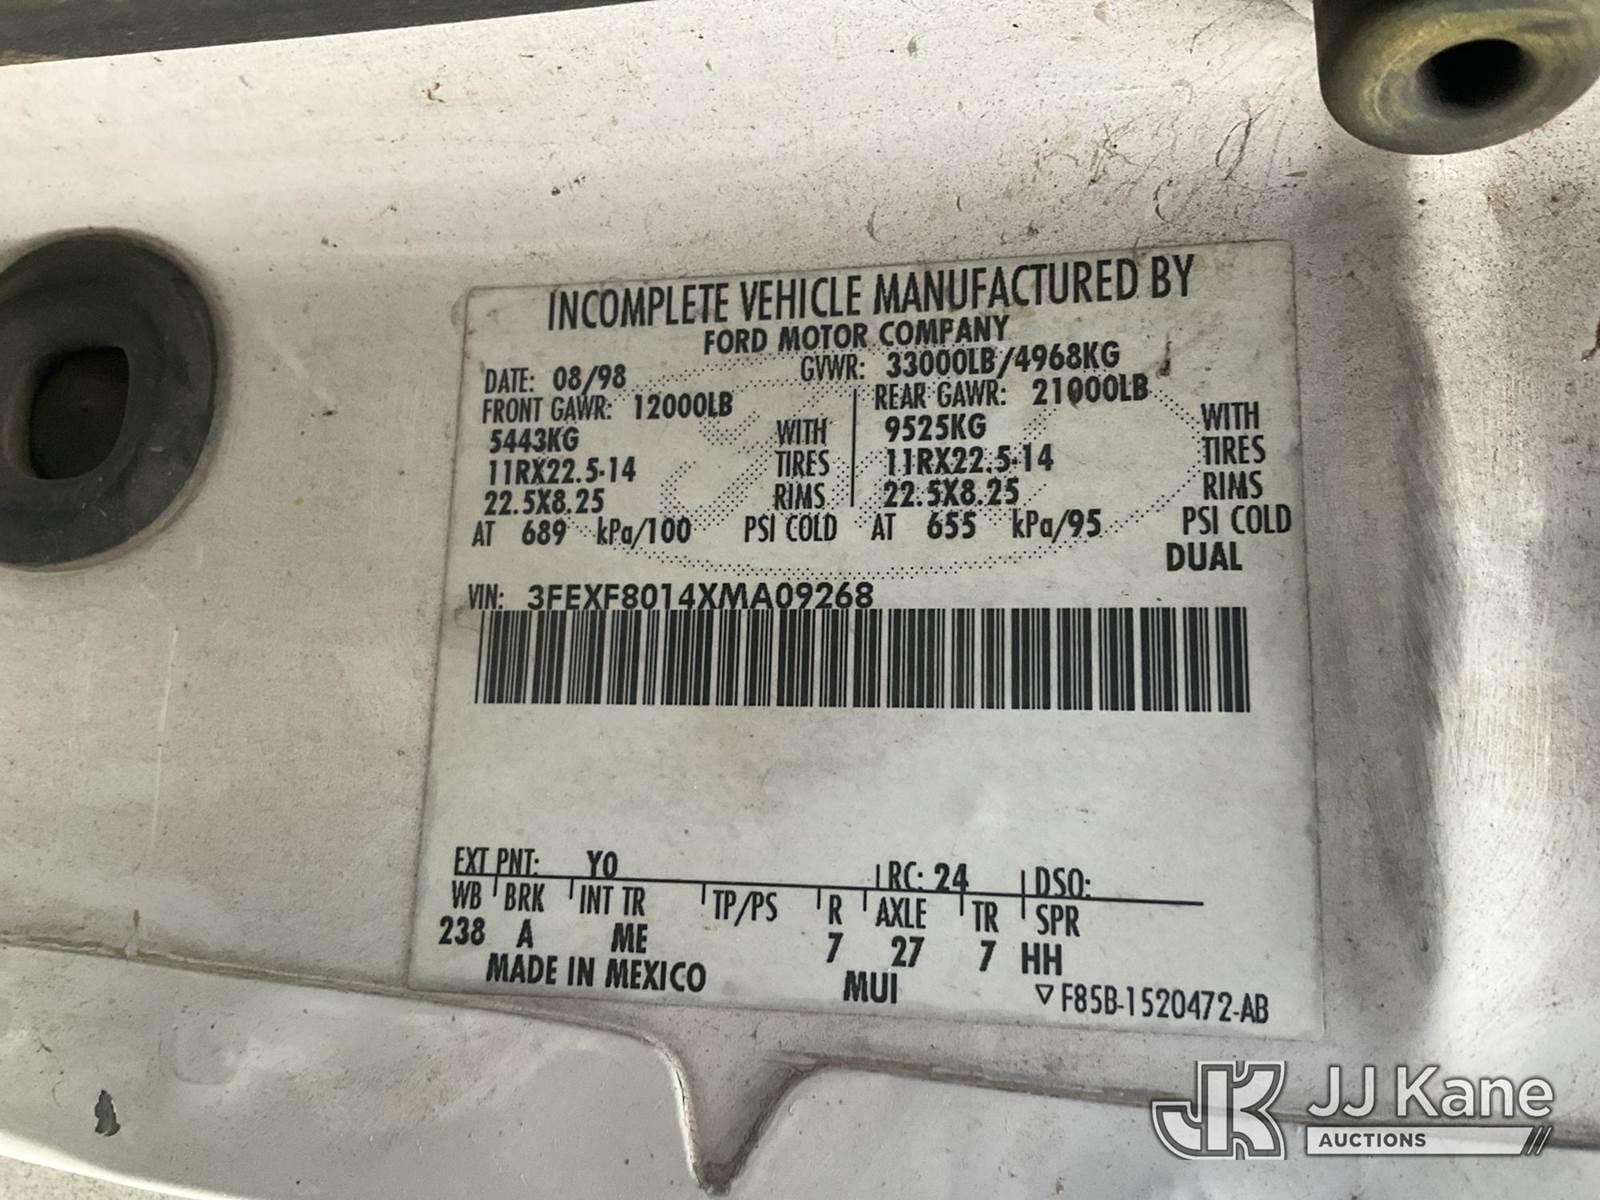 INCOMPLETE VEHICLE MANUFACTURED BY
FORD MOTOR COMPANY
DATE: 08/98 GVWR: 33000LB/4968KG
FRONT GAWR: 12000LB REAR GAWR: 21000LB
5443KG WITH 9525KG WITH
11RX22.5-14 TIRES 11RX22.5-14 TIRES
22.5X8.25 RIMS 22.5X8.25 RIMS
AT 689 kPa/100 PSI COLD AT 655 kPa/95 PSI COLD
DUAL
VIN: 3FEXF8014XMA09268
EXT PNT: Y0 RC: 24 DSO:
WB BRK INT TR TP/PS R AXLE TR SPR
238 A ME 7 27 7 HH
MADE IN MEXICO MUI ▽ F85B-1520472-AB
JK JJ Kane
AUCTIONS